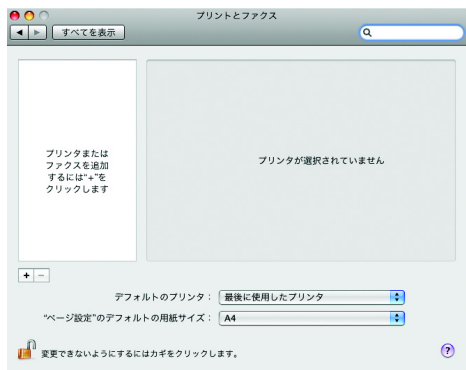 プリントとファクス
すべてを表示
プリンタまたは
ファクスを追加
するには“+”を
クリックします
プリンタが選択されていません
+ −
デフォルトのプリンタ： 最後に使用したプリンタ
“ページ設定”のデフォルトの用紙サイズ： A4
変更できないようにするにはカギをクリックします。
?